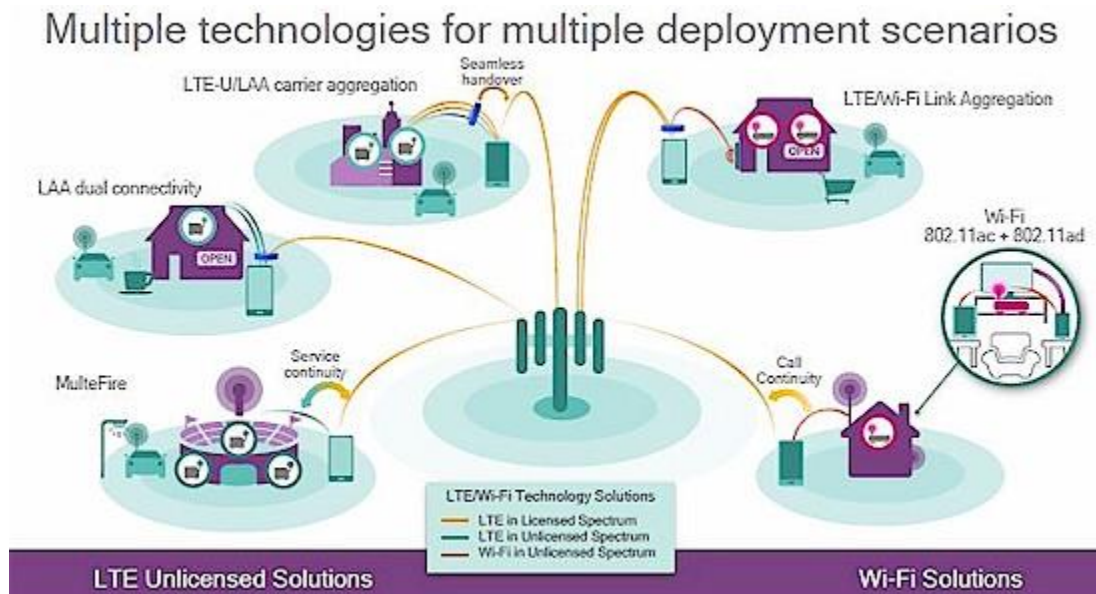 Multiple technologies for multiple deployment scenarios
LTE-U/LAA carrier aggregation
Seamless
handover
LTE/Wi-Fi Link Aggregation
OPEN
LAA dual connectivity
OPEN
Wi-Fi
802.11ac + 802.11ad
MulteFire
Service
continuity
Call
Continuity
LTE/Wi-Fi Technology Solutions
LTE in Licensed Spectrum
LTE in Unlicensed Spectrum
Wi-Fi in Unlicensed Spectrum
LTE Unlicensed Solutions
Wi-Fi Solutions